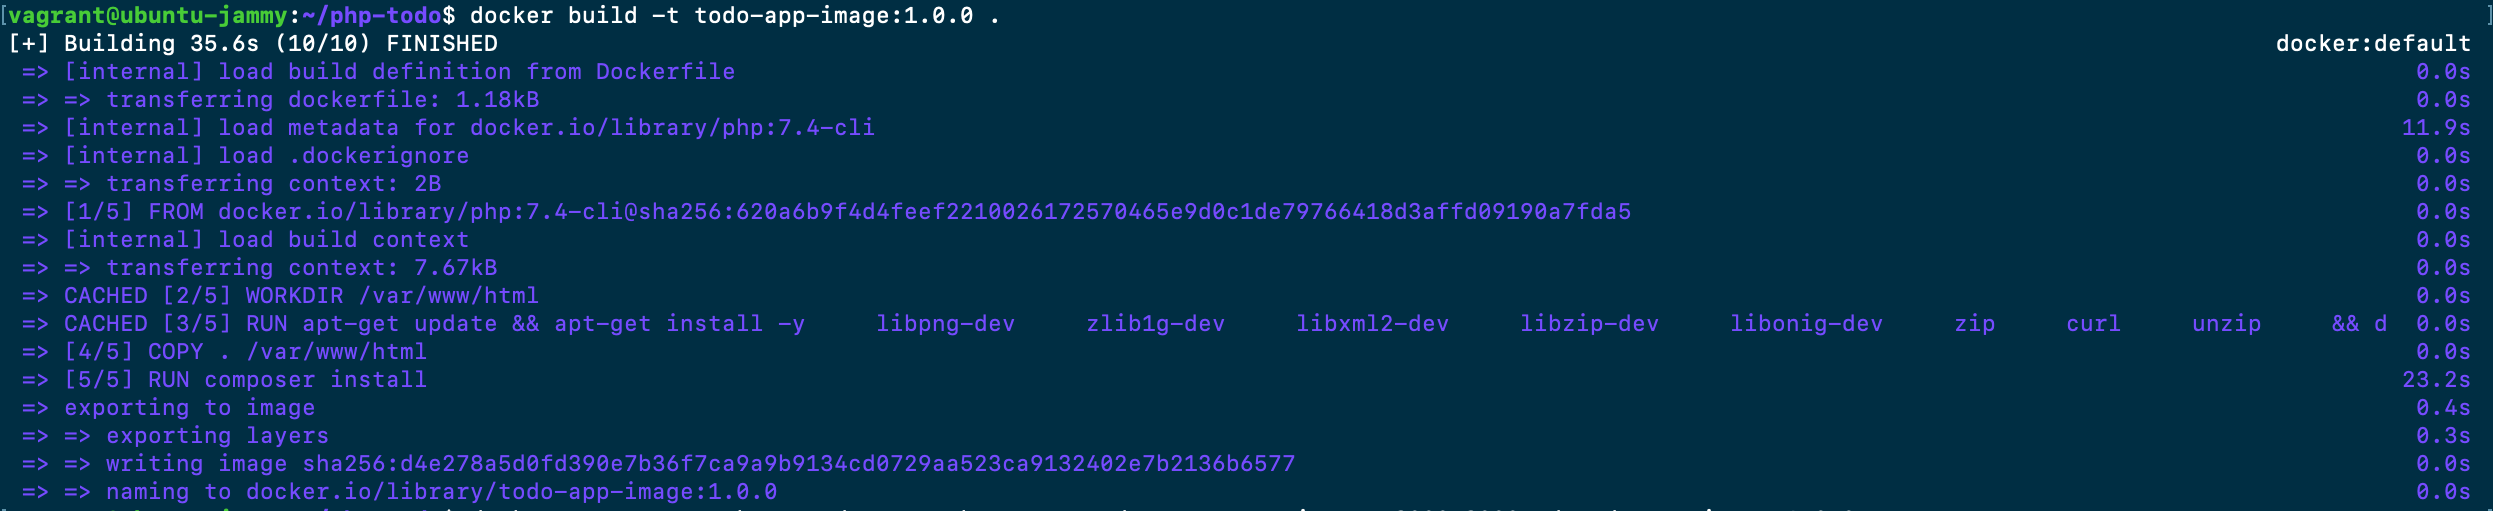 [vagrant@ubuntu-jammy:~/php-todo$ docker build -t todo-app-image:1.0.0 . ]
[+] Building 35.6s (10/10) FINISHED docker:default
=> [internal] load build definition from Dockerfile 0.0s
=> => transferring dockerfile: 1.18kB 0.0s
=> [internal] load metadata for docker.io/library/php:7.4-cli 11.9s
=> [internal] load .dockerignore 0.0s
=> => transferring context: 2B 0.0s
=> [1/5] FROM docker.io/library/php:7.4-cli@sha256:620a6b9f4d4feef2210026172570465e9d0c1de79766418d3affd09190a7fda5 0.0s
=> [internal] load build context 0.0s
=> => transferring context: 7.67kB 0.0s
=> CACHED [2/5] WORKDIR /var/www/html 0.0s
=> CACHED [3/5] RUN apt-get update && apt-get install -y libpng-dev zlib1g-dev libxml2-dev libzip-dev libonig-dev zip curl unzip && d 0.0s
=> [4/5] COPY . /var/www/html 0.0s
=> [5/5] RUN composer install 23.2s
=> exporting to image 0.4s
=> => exporting layers 0.3s
=> => writing image sha256:d4e278a5d0fd390e7b36f7ca9a9b9134cd0729aa523ca9132402e7b2136b6577 0.0s
=> => naming to docker.io/library/todo-app-image:1.0.0 0.0s